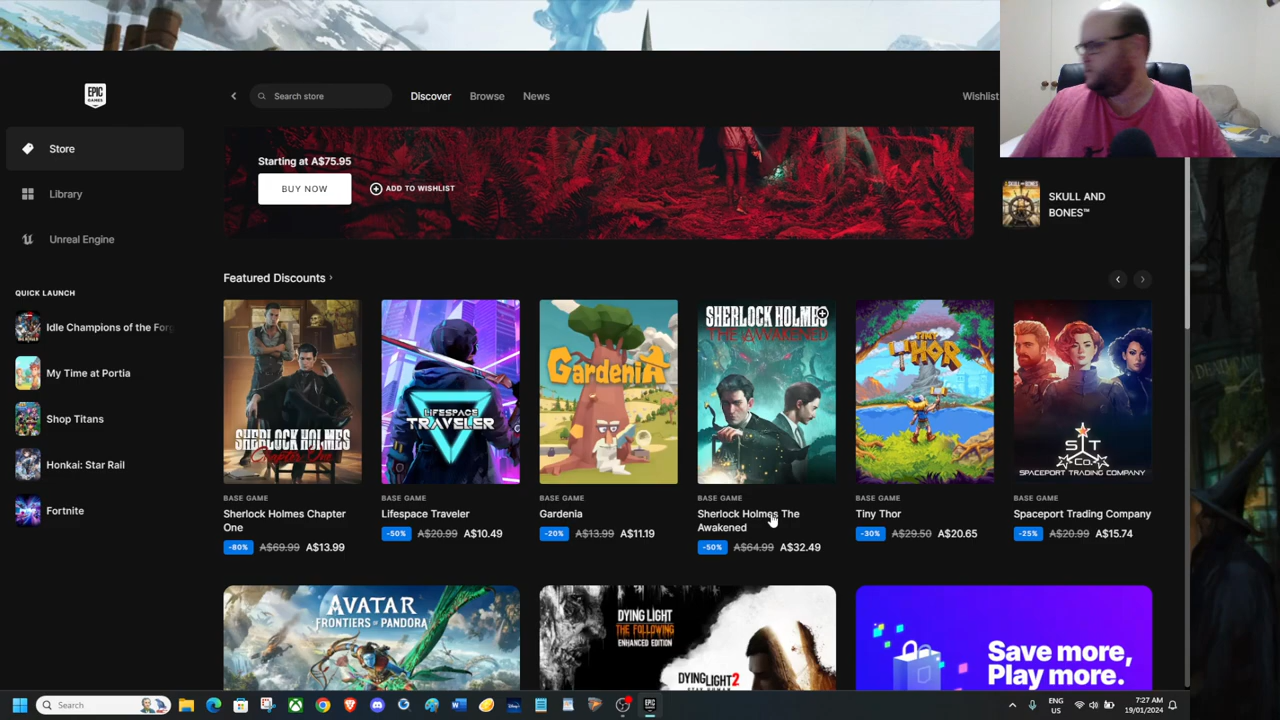 EPIC GAMES
Search store
Discover
Browse
News
Wishlist
Store
Library
Unreal Engine
QUICK LAUNCH
Idle Champions of the Forg
My Time at Portia
Shop Titans
Honkai: Star Rail
Fortnite
Starting at A$75.95
BUY NOW
ADD TO WISHLIST
SKULL AND
BONES™
Featured Discounts
SHERLOCK HOLMES
Chapter One
BASE GAME
Sherlock Holmes Chapter
One
-80% A$69.99 A$13.99
LIFESPACE
TRAVELER
BASE GAME
Lifespace Traveler
-50% A$20.99 A$10.49
Gardenia
BASE GAME
Gardenia
-20% A$13.99 A$11.19
SHERLOCK HOLMES
THE AWAKENED
BASE GAME
Sherlock Holmes The
Awakened
-50% A$64.99 A$32.49
TINY
THOR
BASE GAME
Tiny Thor
-30% A$29.50 A$20.65
S T
Co.
SPACEPORT TRADING COMPANY
BASE GAME
Spaceport Trading Company
-25% A$20.99 A$15.74
AVATAR
FRONTIERS OF PANDORA
DYING LIGHT
THE FOLLOWING
ENHANCED EDITION
DYINGLIGHT2
Save more,
Play more.
Search
ENG
US
7:27 AM
19/01/2024